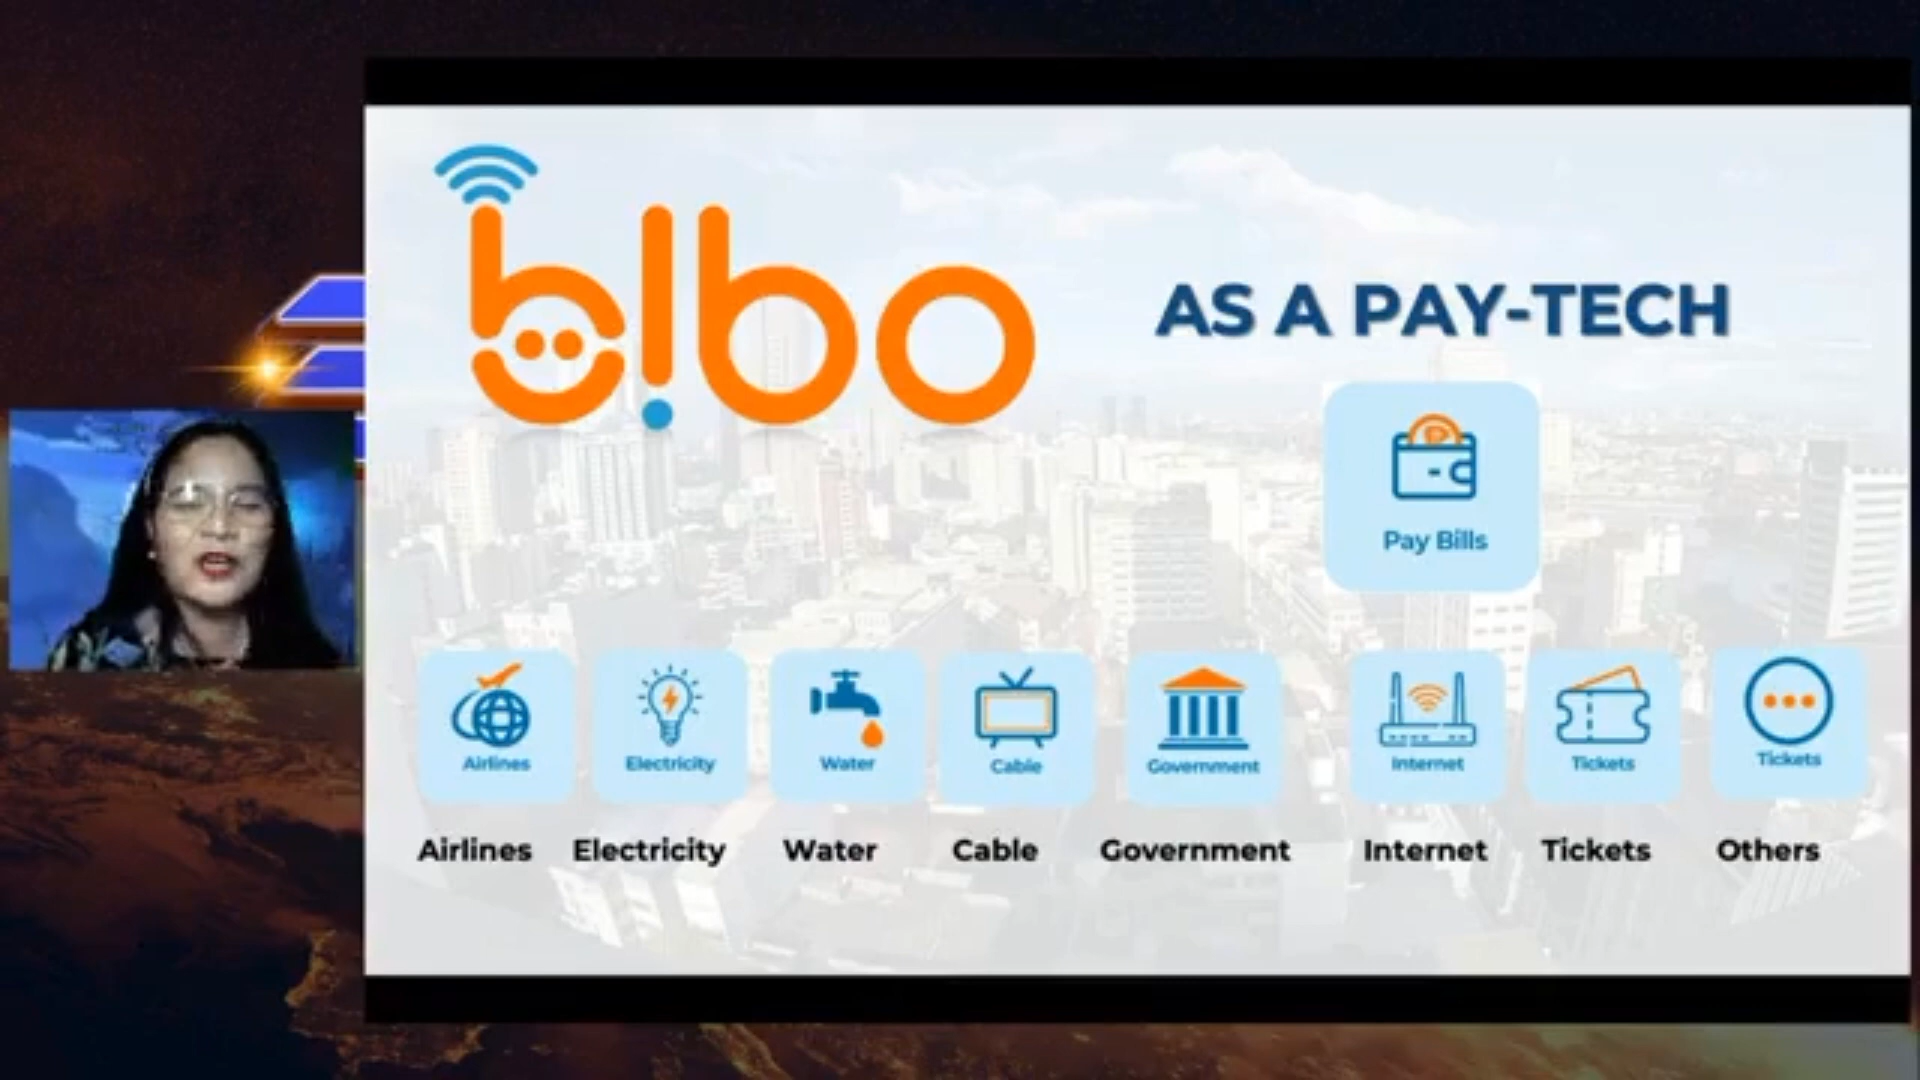 b!bo
AS A PAY-TECH
Pay Bills
Airlines
Electricity
Water
Cable
Government
Internet
Tickets
Tickets
Airlines
Electricity
Water
Cable
Government
Internet
Tickets
Others